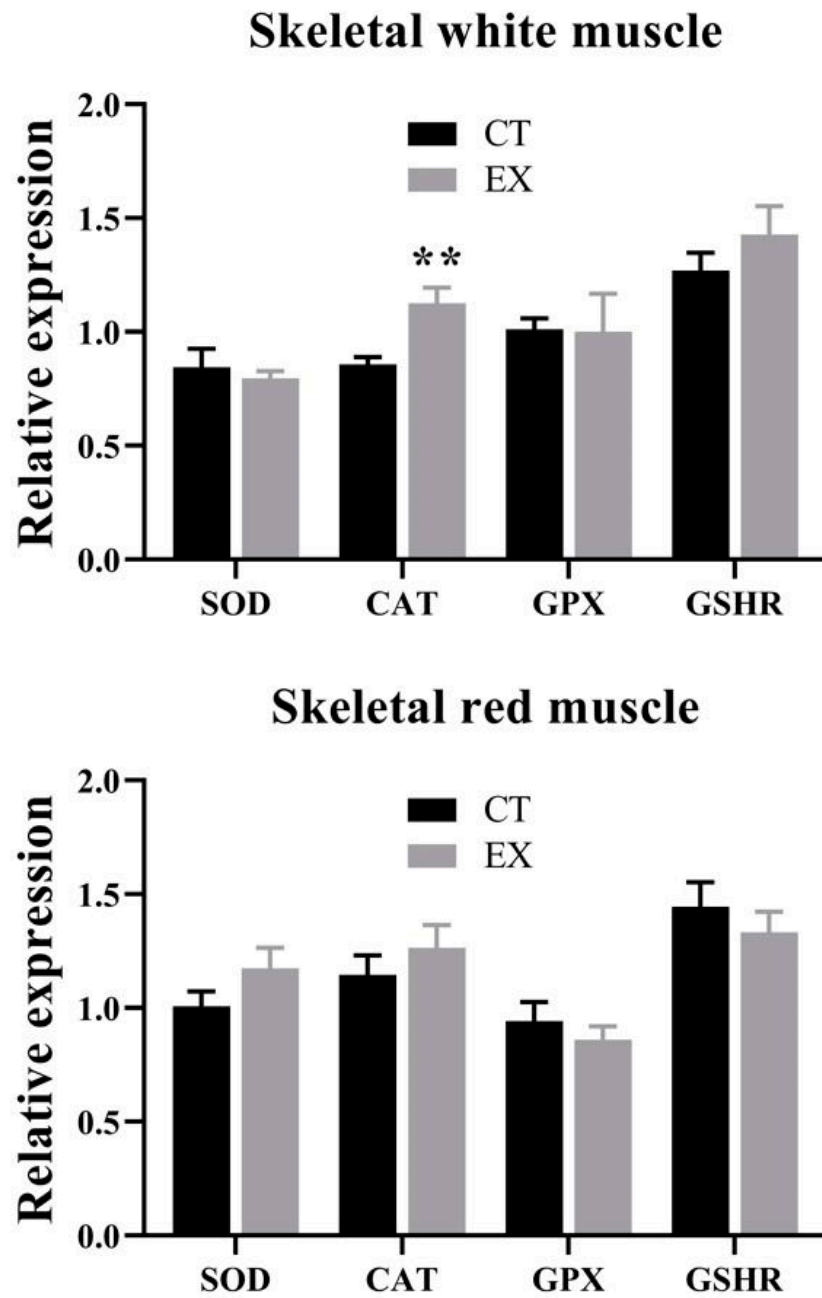 Skeletal white muscle
Relative expression
2.0
1.5
1.0
0.5
0.0
CT
EX
**
SOD CAT GPX GSHR
Skeletal red muscle
Relative expression
2.0
1.5
1.0
0.5
0.0
CT
EX
SOD CAT GPX GSHR